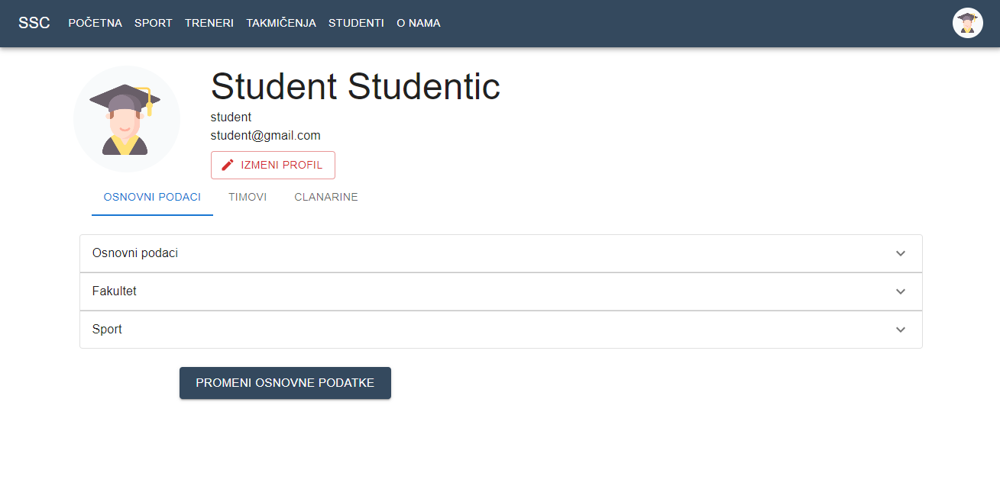 SSC POČETNA SPORT TRENERI TAKMIČENJA STUDENTI O NAMA
Student Studentic
student
student@gmail.com
IZMENI PROFIL
OSNOVNI PODACI TIMOVI CLANARINE
Osnovni podaci
Fakultet
Sport
PROMENI OSNOVNE PODATKE